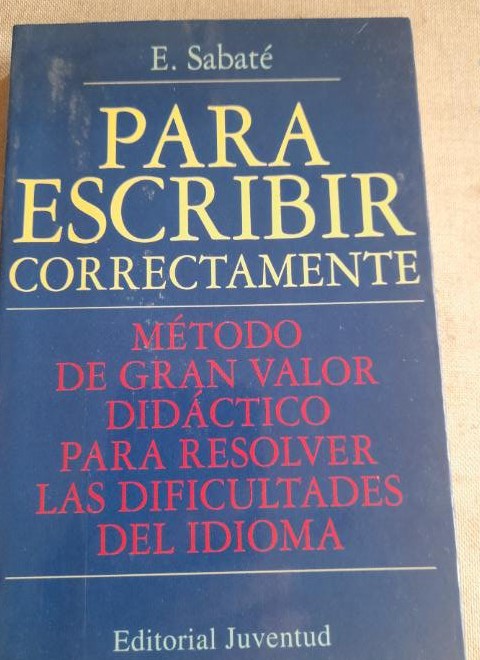 E. Sabaté
PARA
ESCRIBIR
CORRECTAMENTE
MÉTODO
DE GRAN VALOR
DIDÁCTICO
PARA RESOLVER
LAS DIFICULTADES
DEL IDIOMA
Editorial Juventud